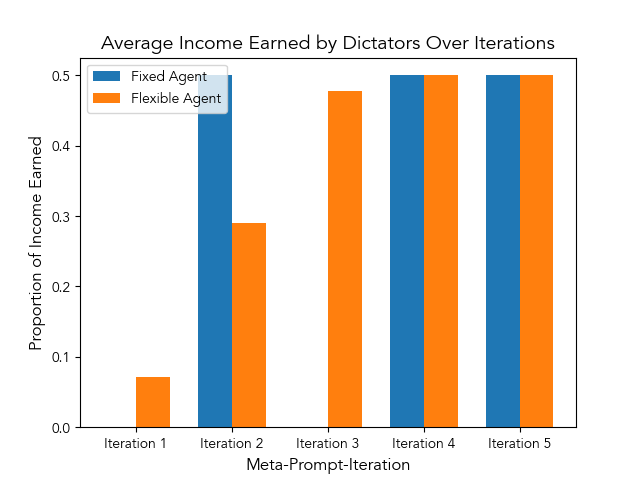 Average Income Earned by Dictators Over Iterations
Fixed Agent
Flexible Agent
0.5
0.4
0.3
0.2
0.1
0.0
Proportion of Income Earned
Iteration 1
Iteration 2
Iteration 3
Iteration 4
Iteration 5
Meta-Prompt-Iteration